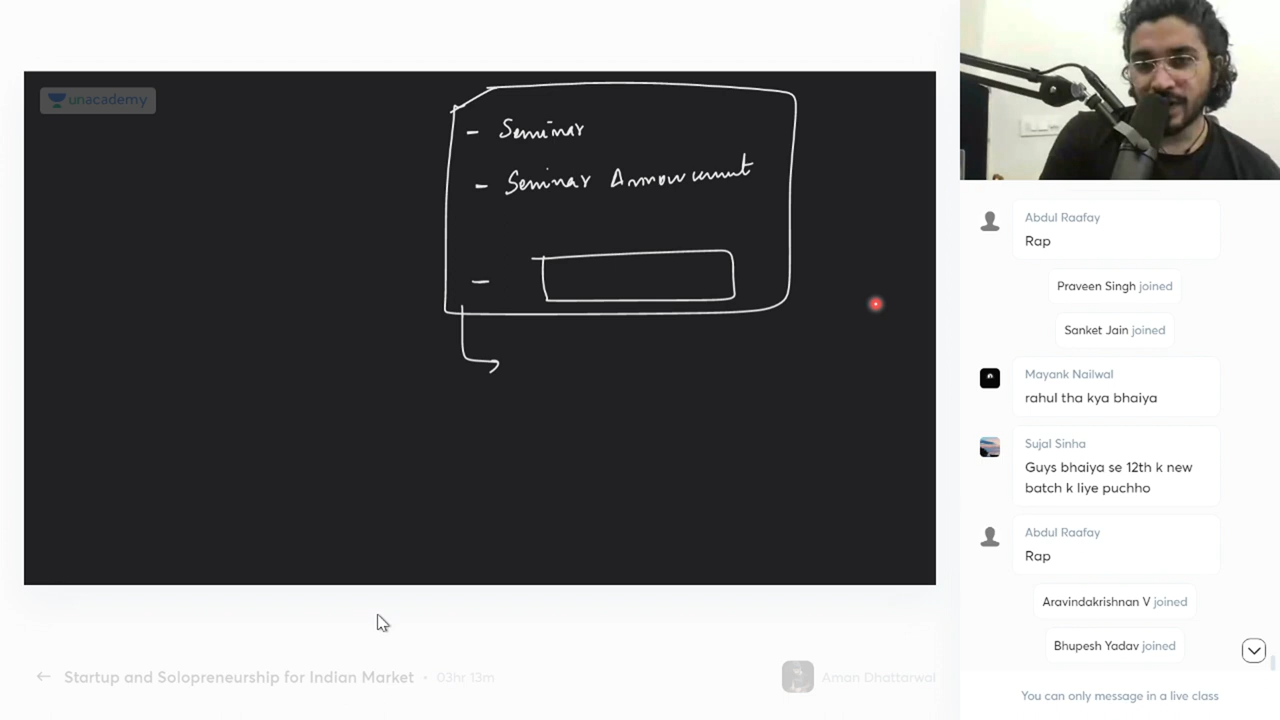 unacademy
- Seminar
- Seminar Announcement
-
Abdul Raafay
Rap
Praveen Singh joined
Sanket Jain joined
Mayank Nailwal
rahul tha kya bhaiya
Sujal Sinha
Guys bhaiya se 12th k new
batch k liye puchho
Abdul Raafay
Rap
Aravindakrishnan V joined
Bhupesh Yadav joined
You can only message in a live class
← Startup and Solopreneurship for Indian Market • 03hr 13m
Aman Dhattarwal